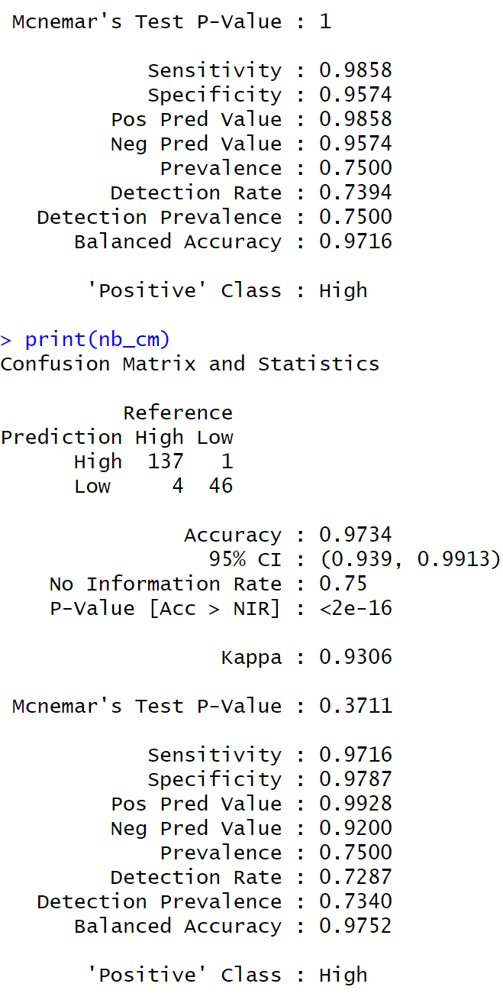 Mcnemar's Test P-Value : 1
Sensitivity : 0.9858
Specificity : 0.9574
Pos Pred Value : 0.9858
Neg Pred Value : 0.9574
Prevalence : 0.7500
Detection Rate : 0.7394
Detection Prevalence : 0.7500
Balanced Accuracy : 0.9716
'Positive' Class : High
> print(nb_cm)
Confusion Matrix and Statistics
Reference
Prediction High Low
High 137 1
Low 4 46
Accuracy : 0.9734
95% CI : (0.939, 0.9913)
No Information Rate : 0.75
P-Value [Acc > NIR] : <2e-16
Kappa : 0.9306
Mcnemar's Test P-Value : 0.3711
Sensitivity : 0.9716
Specificity : 0.9787
Pos Pred Value : 0.9928
Neg Pred Value : 0.9200
Prevalence : 0.7500
Detection Rate : 0.7287
Detection Prevalence : 0.7340
Balanced Accuracy : 0.9752
'Positive' Class : High